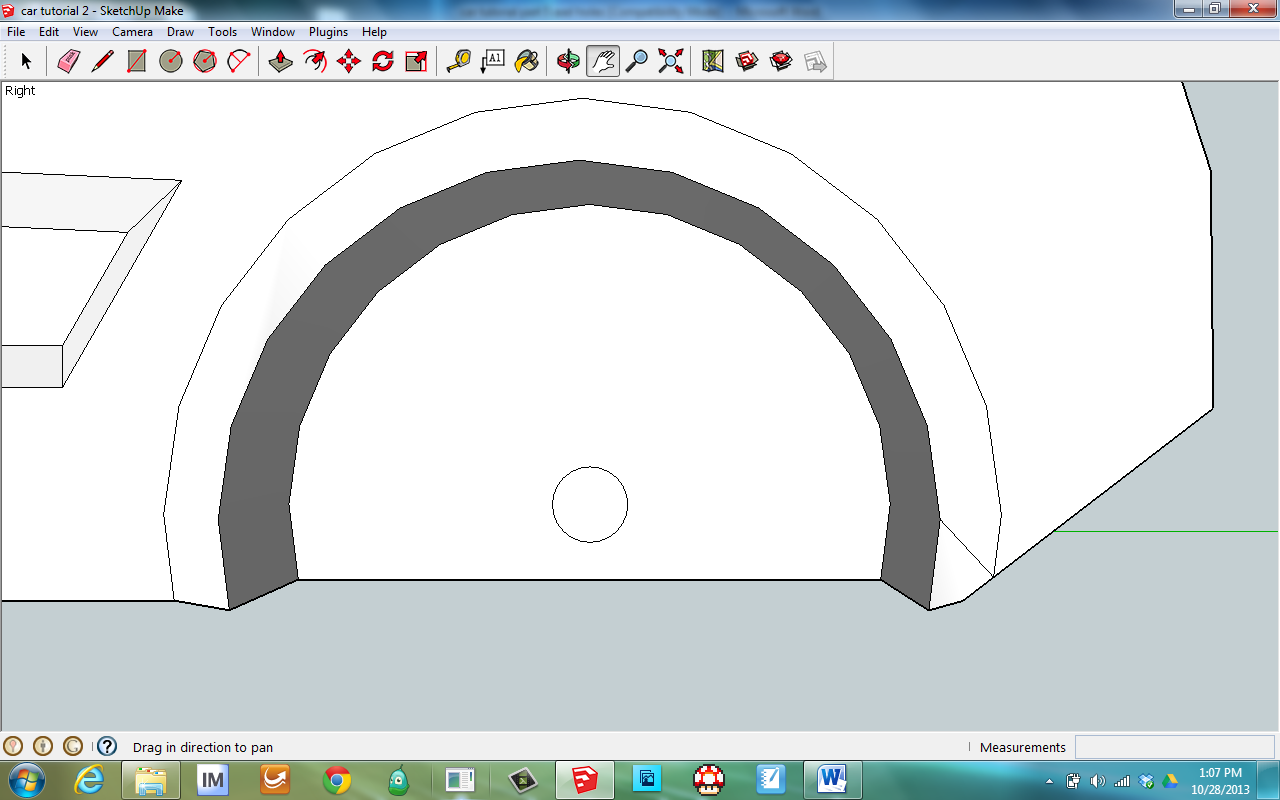 car tutorial 2 - SketchUp Make
File Edit View Camera Draw Tools Window Plugins Help
A1
Right
Drag in direction to pan
Measurements
IM
W
1:07 PM
10/28/2013